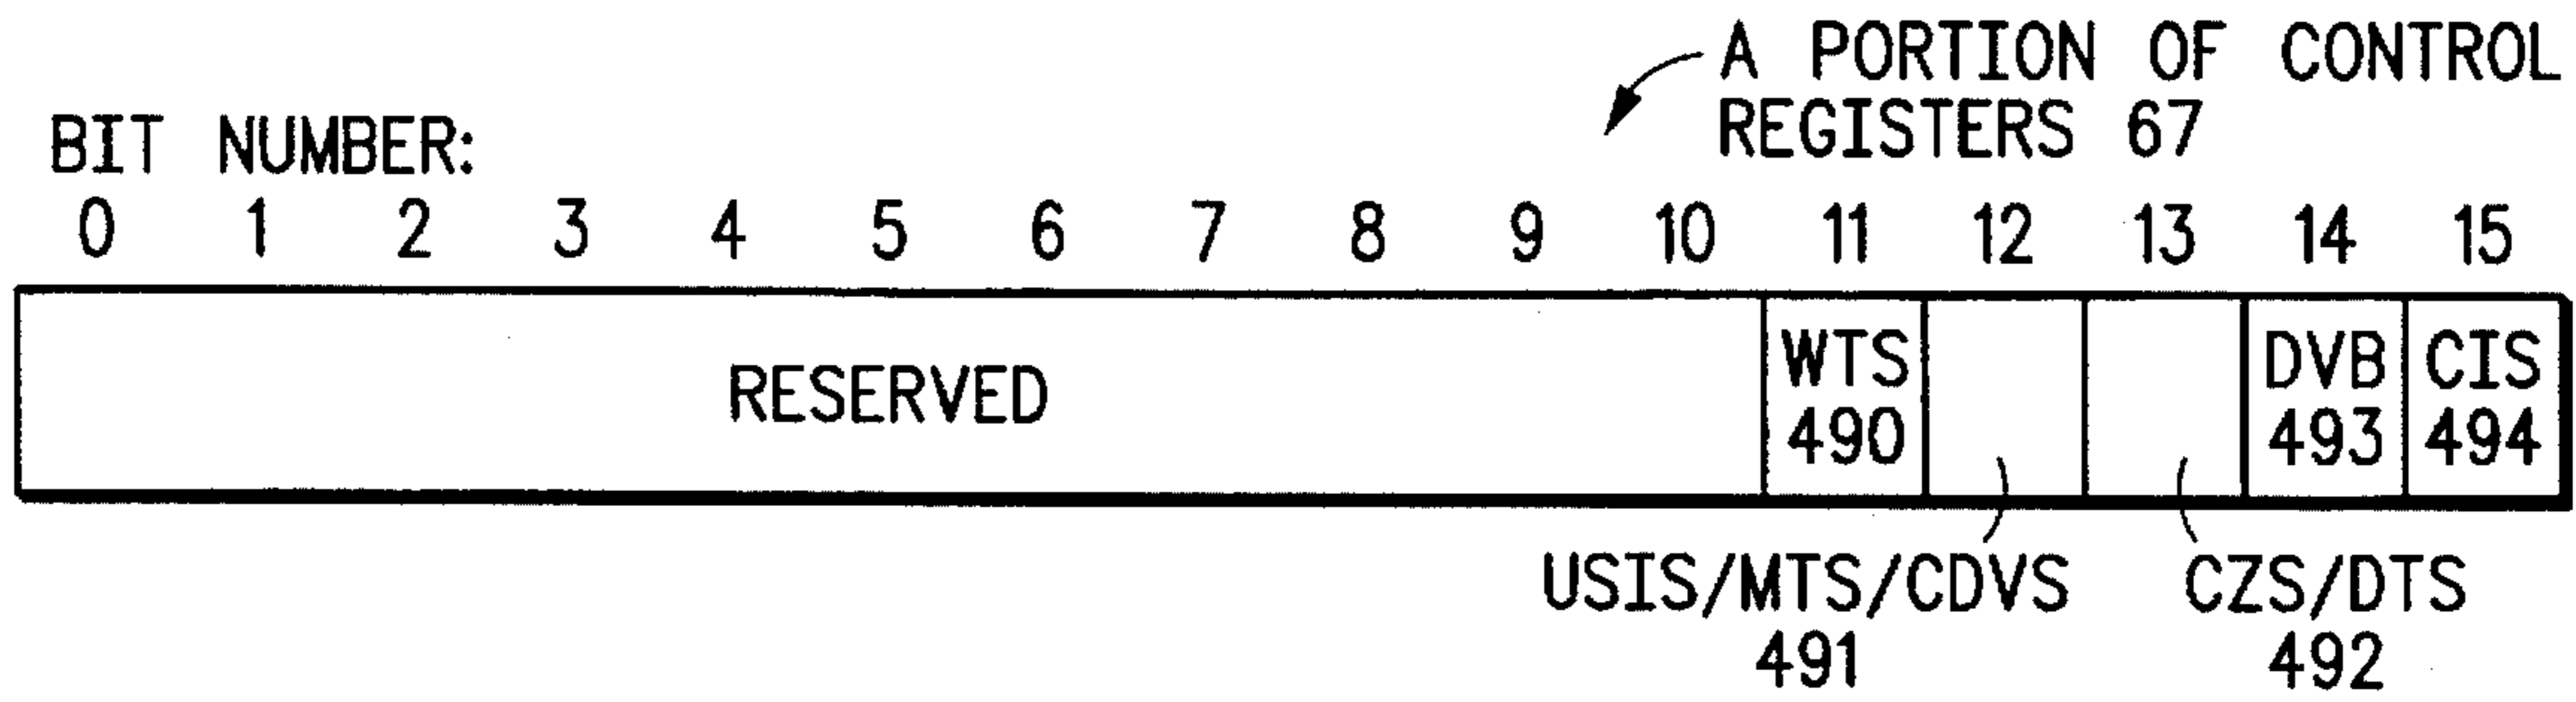 A PORTION OF CONTROL
REGISTERS 67
BIT NUMBER:
0 1 2 3 4 5 6 7 8 9 10 11 12 13 14 15
RESERVED
WTS
490
DVB
493
CIS
494
USIS/MTS/CDVS
491
CZS/DTS
492